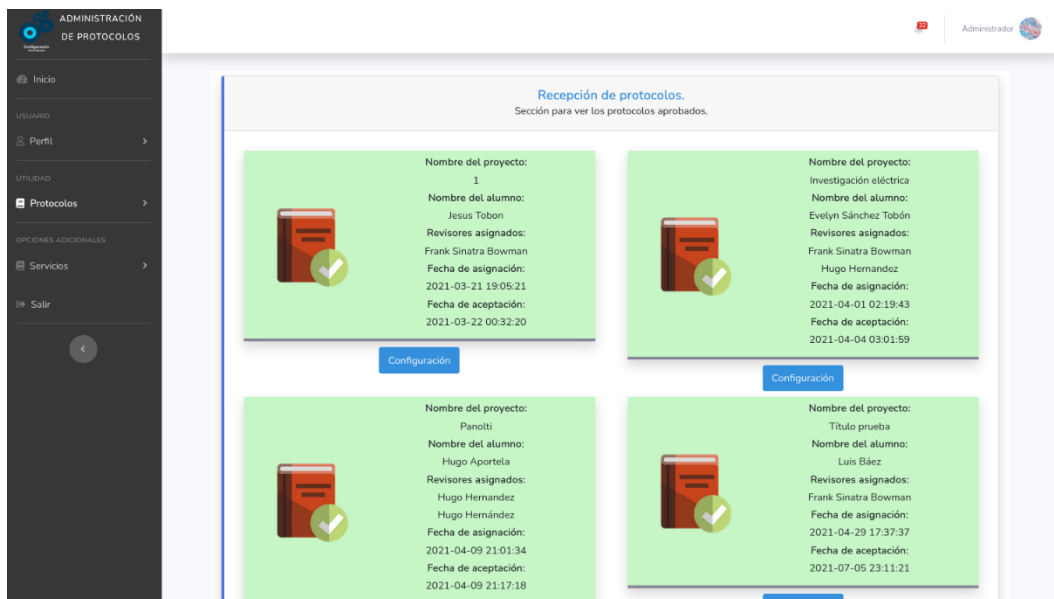 ADMINISTRACIÓN
DE PROTOCOLOS
Configuración
Inicio
USUARIO
Perfil
UTILIDAD
Protocolos
OPCIONES ADICIONALES
Servicios
Salir
Administrador
Recepción de protocolos.
Sección para ver los protocolos aprobados.
Nombre del proyecto:
1
Nombre del alumno:
Jesus Tobon
Revisores asignados:
Frank Sinatra Bowman
Fecha de asignación:
2021-03-21 19:05:21
Fecha de aceptación:
2021-03-22 00:32:20
Configuración
Nombre del proyecto:
Investigación eléctrica
Nombre del alumno:
Evelyn Sánchez Tobón
Revisores asignados:
Frank Sinatra Bowman
Hugo Hernandez
Fecha de asignación:
2021-04-01 02:19:43
Fecha de aceptación:
2021-04-04 03:01:59
Configuración
Nombre del proyecto:
Panolti
Nombre del alumno:
Hugo Aportela
Revisores asignados:
Hugo Hernandez
Hugo Hernández
Fecha de asignación:
2021-04-09 21:01:34
Fecha de aceptación:
2021-04-09 21:17:18
Nombre del proyecto:
Título prueba
Nombre del alumno:
Luis Báez
Revisores asignados:
Frank Sinatra Bowman
Fecha de asignación:
2021-04-29 17:37:37
Fecha de aceptación:
2021-07-05 23:11:21